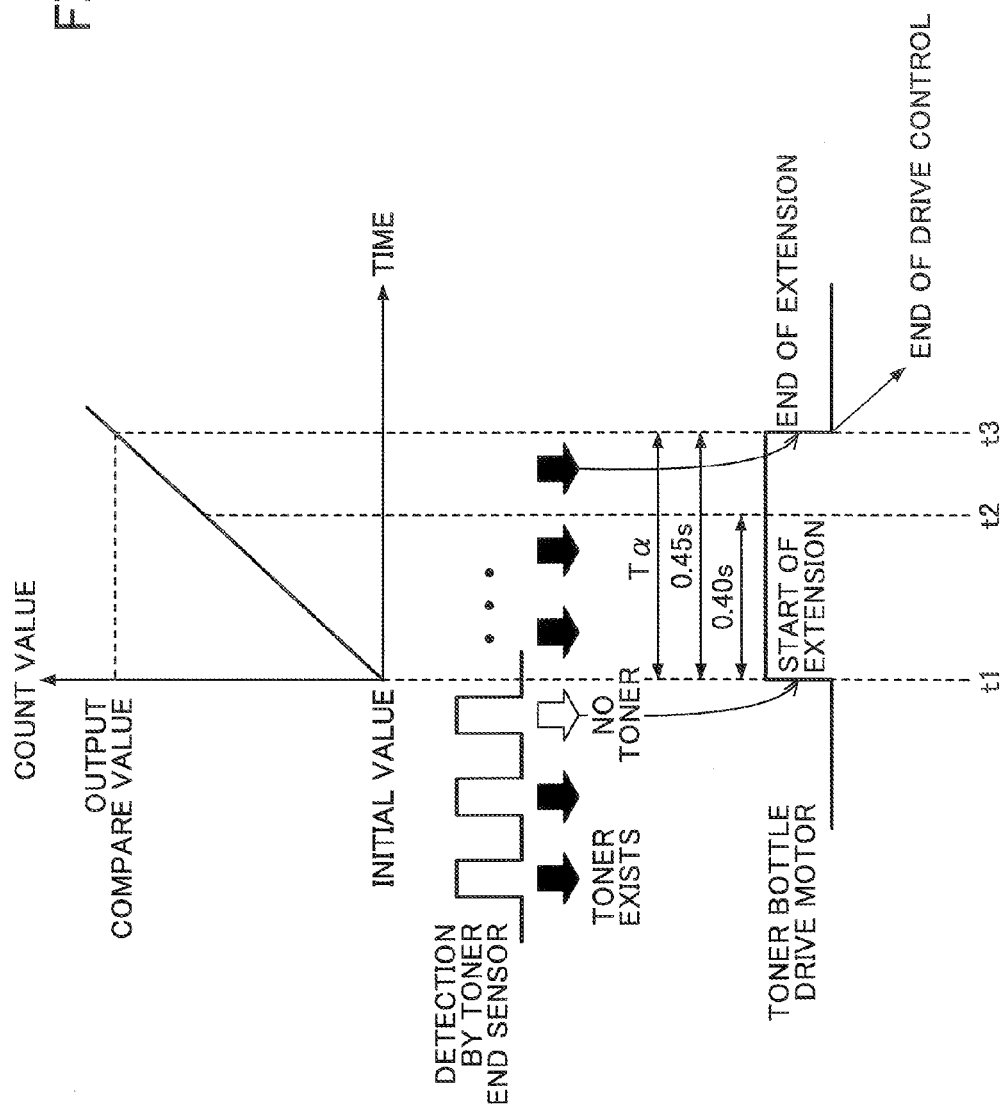 COUNT VALUE
OUTPUT
COMPARE VALUE
INITIAL VALUE
TIME
DETECTION
BY TONER
END SENSOR
TONER
EXISTS
NO
TONER
Tα
0.45s
0.40s
TONER BOTTLE
DRIVE MOTOR
START OF
EXTENSION
END OF EXTENSION
END OF DRIVE CONTROL
t1
t2
t3